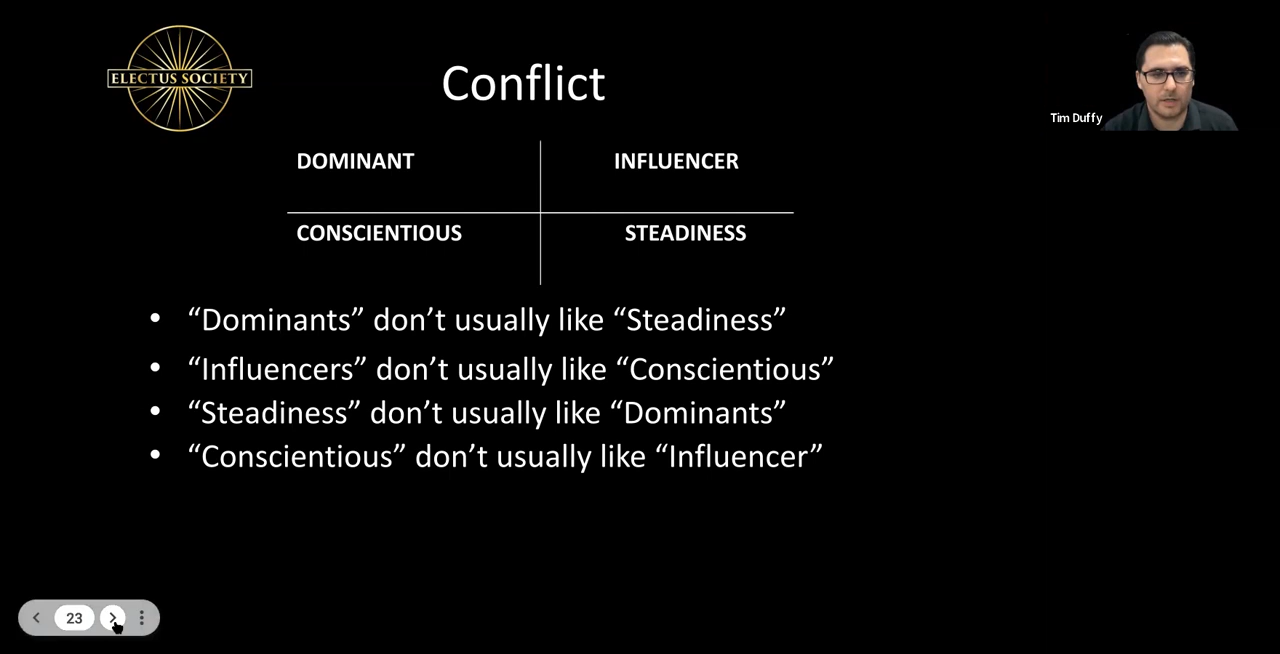 ELECTUS SOCIETY
Conflict
Tim Duffy
DOMINANT
INFLUENCER
CONSCIENTIOUS
STEADINESS
• “Dominants” don’t usually like “Steadiness”
• “Influencers” don’t usually like “Conscientious”
• “Steadiness” don’t usually like “Dominants”
• “Conscientious” don’t usually like “Influencer”
23